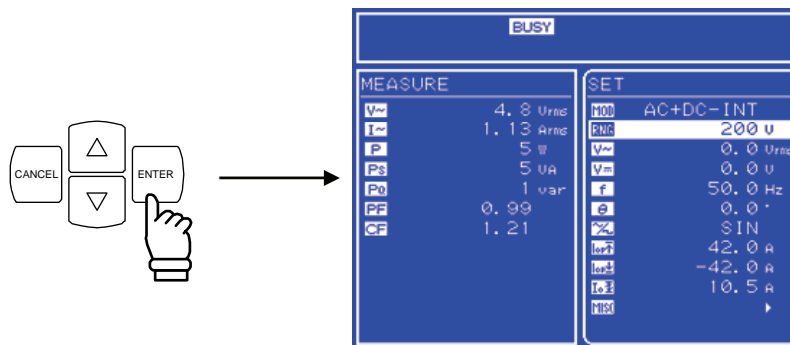 CANCEL
ENTER
BUSY
MEASURE
V~ 4.8 Vrms
I~ 1.13 Arms
P 5 W
Ps 5 VA
PQ 1 var
PF 0.99
CF 1.21
SET
MOD AC+DC-INT
RNG 200 V
V~ 0.0 Vrms
V= 0.0 V
f 50.0 Hz
θ 0.0 °
SIN
42.0 A
-42.0 A
10.5 A
MISC